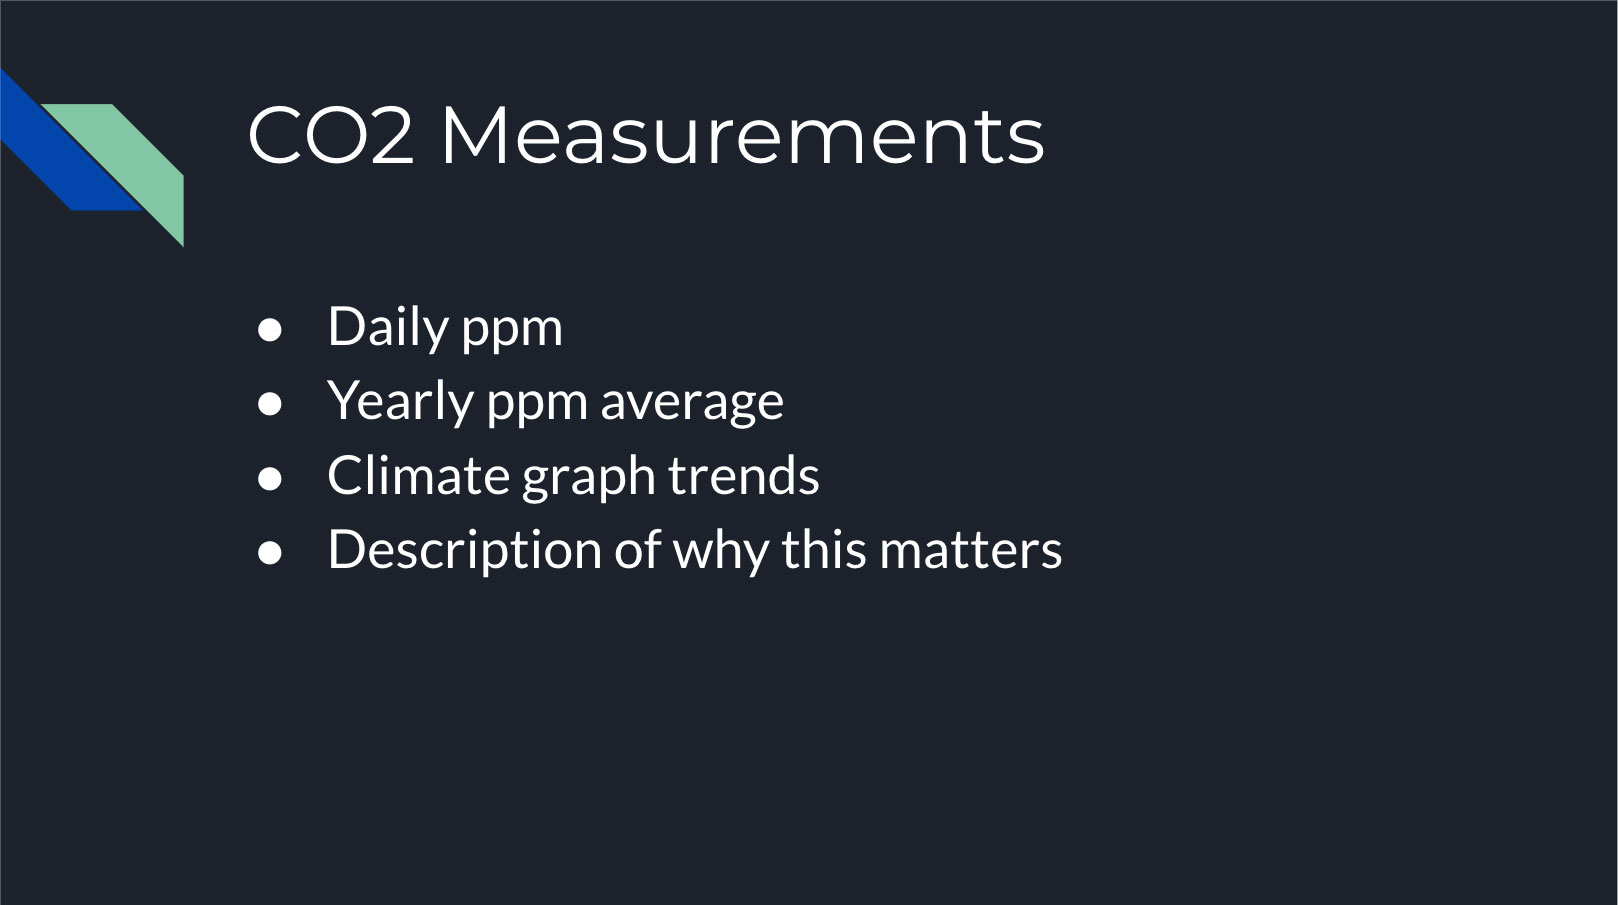 CO2 Measurements
● Daily ppm
● Yearly ppm average
● Climate graph trends
● Description of why this matters